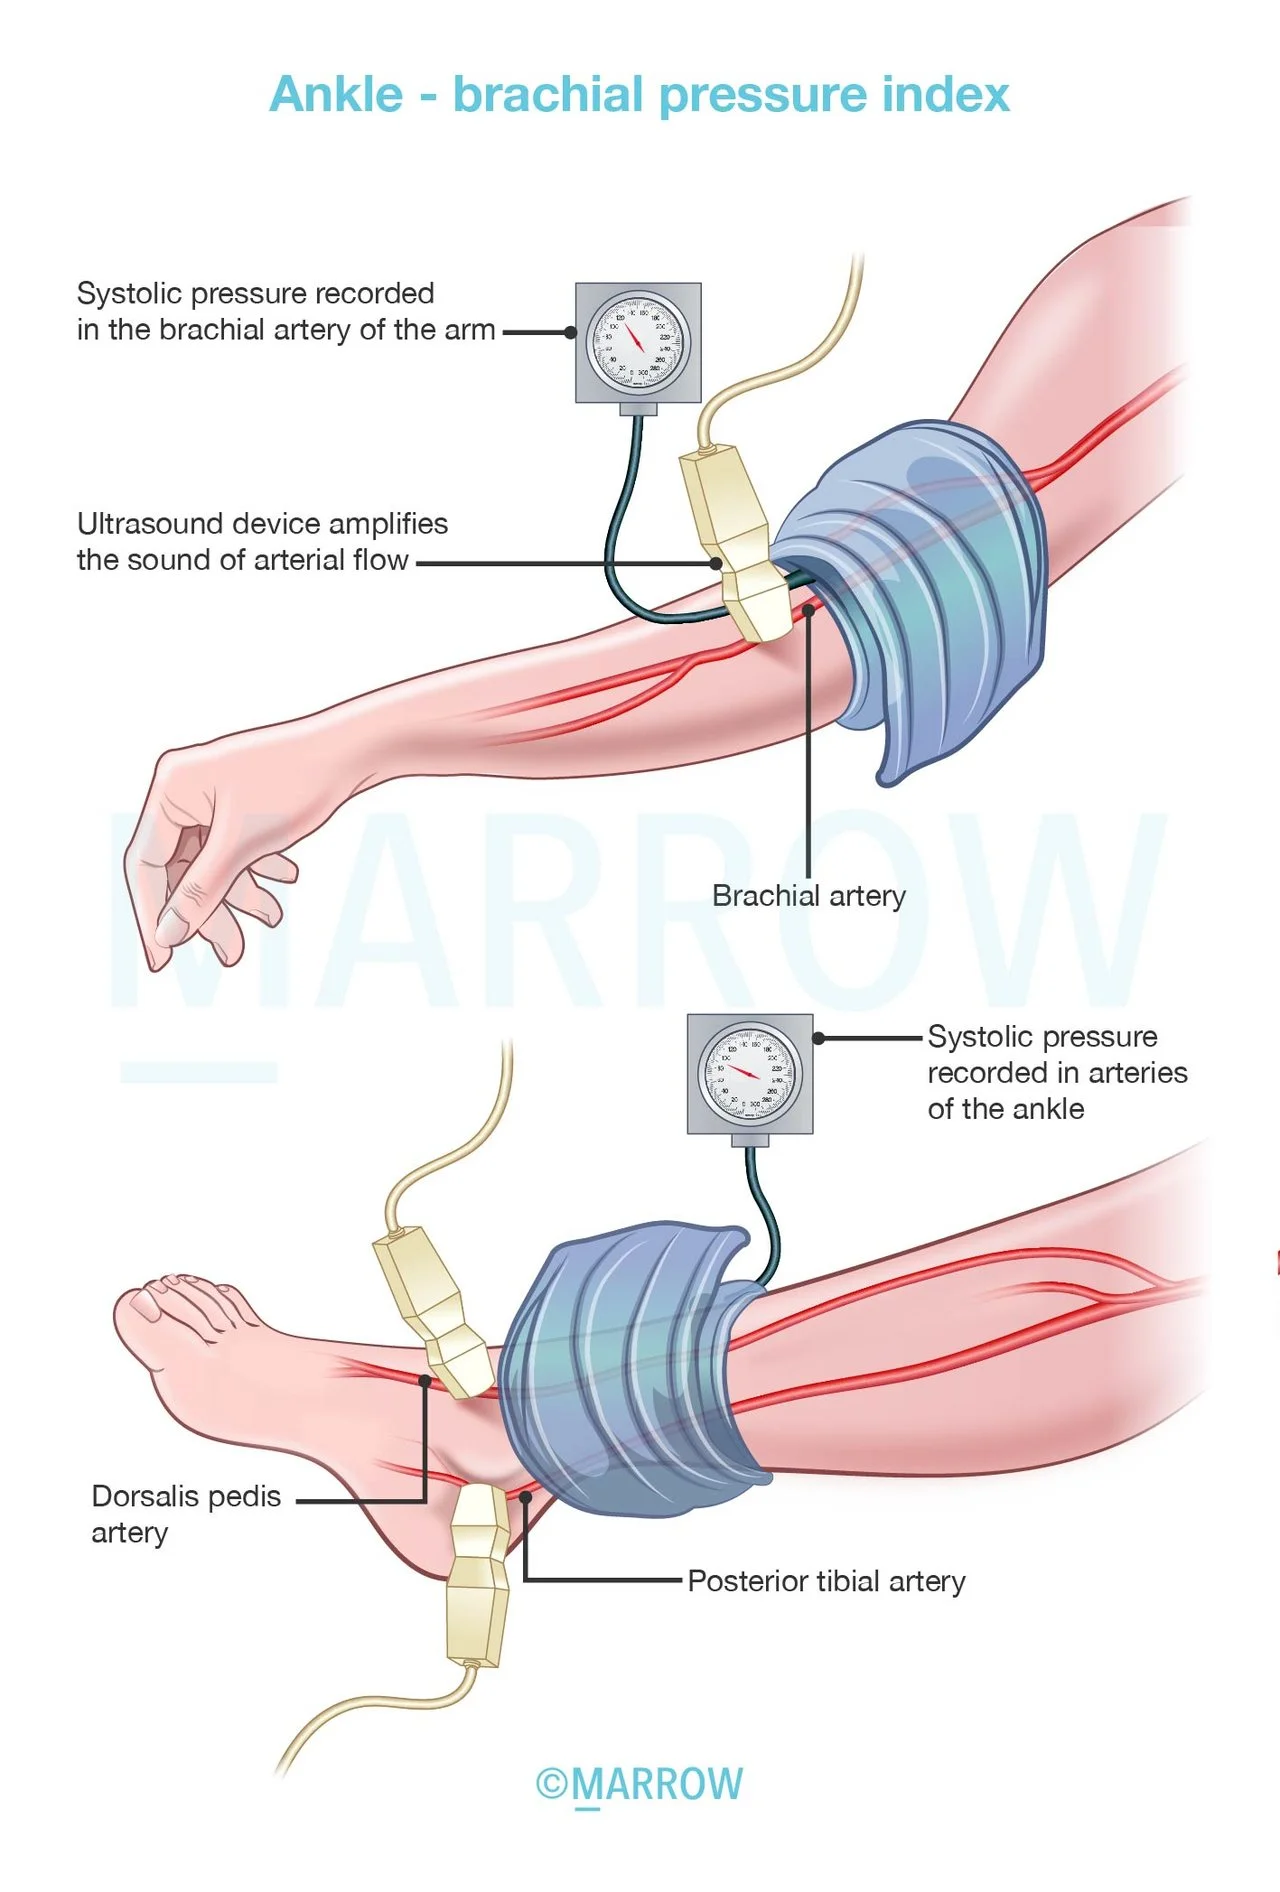 Ankle - brachial pressure index
Systolic pressure recorded
in the brachial artery of the arm
Ultrasound device amplifies
the sound of arterial flow
Brachial artery
MARROW
Systolic pressure
recorded in arteries
of the ankle
Dorsalis pedis
artery
Posterior tibial artery
©MARROW